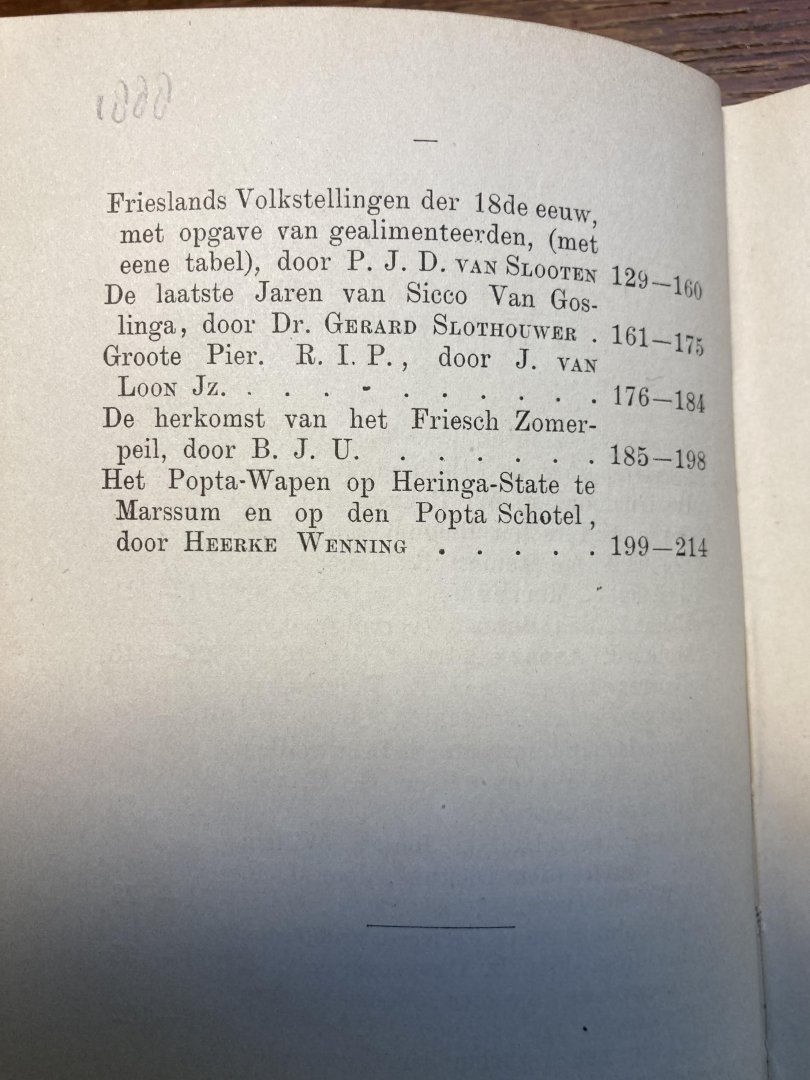 1888
—
Frieslands Volkstellingen der 18de eeuw,
met opgave van gealimenteerden, (met
eene tabel), door P. J. D. VAN SLOOTEN 129—160
De laatste Jaren van Sicco Van Gos-
linga, door Dr. GERARD SLOTHOUWER . 161—175
Groote Pier. R. I. P., door J. VAN
LOON JZ. . . - . . . . . . 176—184
De herkomst van het Friesch Zomer-
peil, door B. J. U. . . . . . . 185—198
Het Popta-Wapen op Heringa-State te
Marssum en op den Popta Schotel,
door HEERKE WENNING . . . . . 199—214